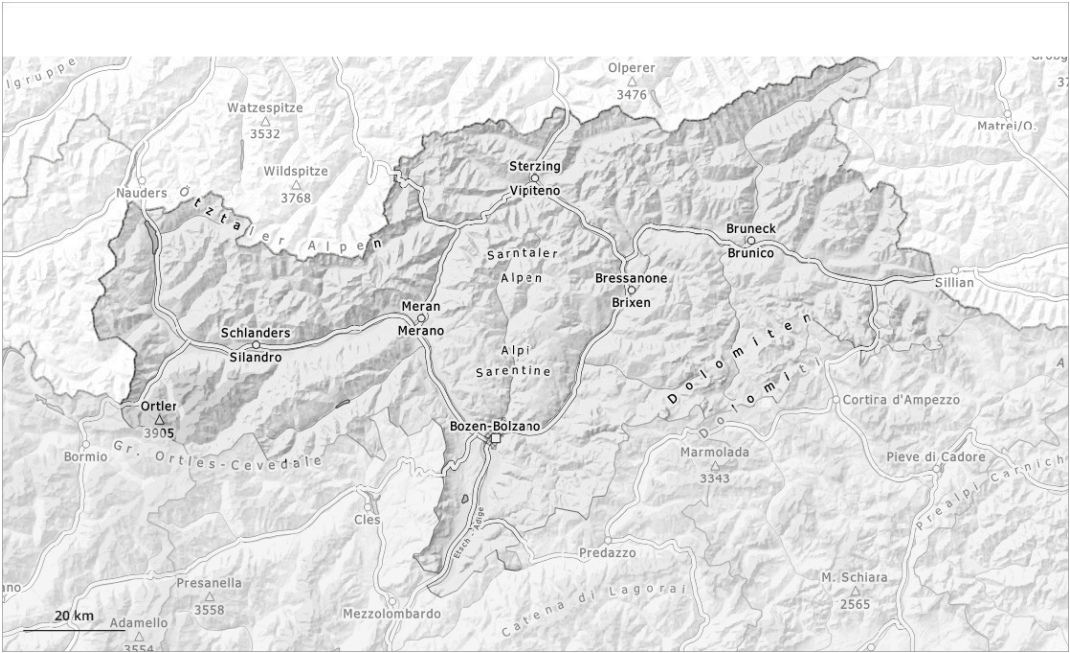 lgruppe
Olperer
3476
Watzespitze
3532
Matrei/O.
Sterzing
Vipiteno
Wildspitze
3768
Nauders
Ötztaler Alpen
Bruneck
Brunico
Sarntaler
Alpen
Bressanone
Brixen
Sillian
Meran
Merano
Schlanders
Silandro
Dolomiten
Alpi
Sarentine
Dolomiti
Ortler
3905
Cortira d'Ampezzo
Bozen-Bolzano
Gr. Ortles-Cevedale
Bormio
Marmolada
3343
Pieve di Cadore
Prealpi Carnich
Cles
Etsch - Adige
Predazzo
Presanella
3558
M. Schiara
2565
Catena di Lagorai
Mezzolombardo
20 km
Adamello
3554